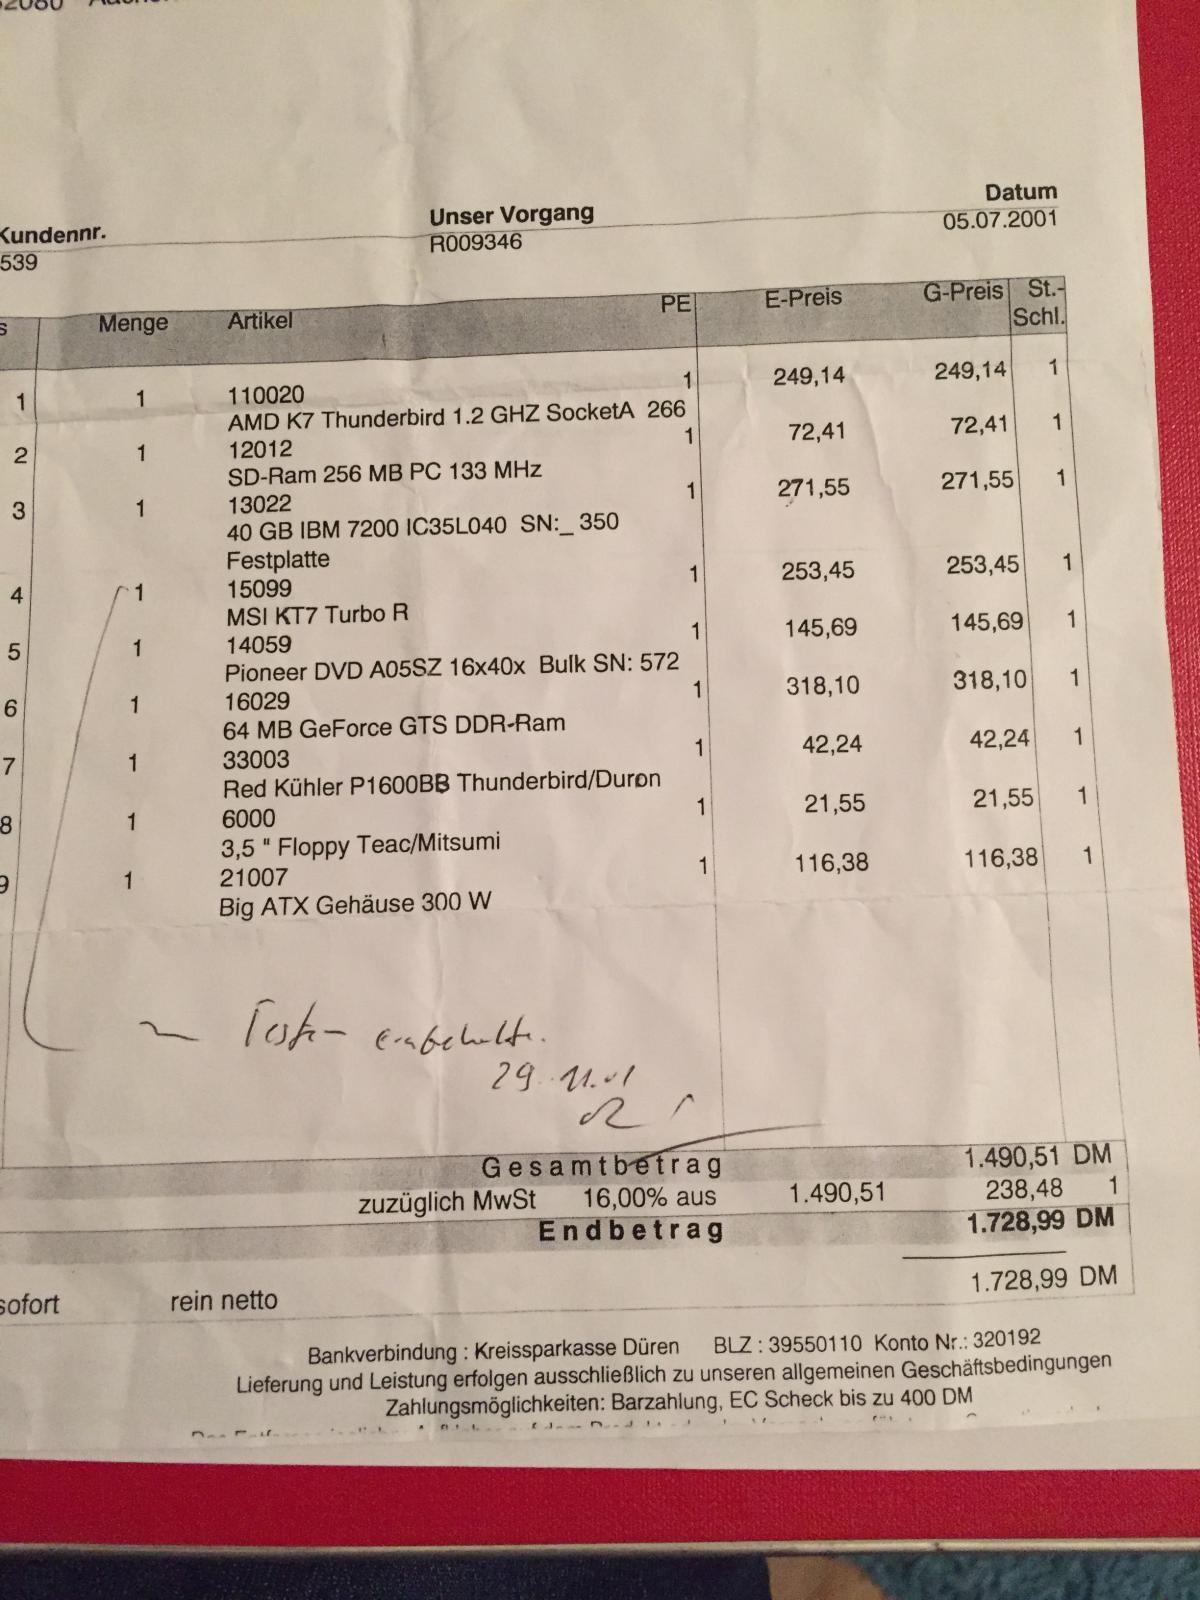 Kundennr. Unser Vorgang Datum
539 R009346 05.07.2001
s Menge Artikel PE E-Preis G-Preis St.-
Schl.
1 1 110020 1 249,14 249,14 1
AMD K7 Thunderbird 1.2 GHZ SocketA 266
2 1 12012 1 72,41 72,41 1
SD-Ram 256 MB PC 133 MHz
3 1 13022 1 271,55 271,55 1
40 GB IBM 7200 IC35L040 SN:_ 350
Festplatte
4 1 15099 1 253,45 253,45 1
MSI KT7 Turbo R
5 1 14059 1 145,69 145,69 1
Pioneer DVD A05SZ 16x40x Bulk SN: 572
6 1 16029 1 318,10 318,10 1
64 MB GeForce GTS DDR-Ram
7 1 33003 1 42,24 42,24 1
Red Kühler P1600BB Thunderbird/Duron
8 1 6000 1 21,55 21,55 1
3,5 " Floppy Teac/Mitsumi
9 1 21007 1 116,38 116,38 1
Big ATX Gehäuse 300 W
29.11.01
Gesamtbetrag 1.490,51 DM
zuzüglich MwSt 16,00% aus 1.490,51 238,48 1
Endbetrag 1.728,99 DM
1.728,99 DM
sofort rein netto
Bankverbindung : Kreissparkasse Düren BLZ : 39550110 Konto Nr.: 320192
Lieferung und Leistung erfolgen ausschließlich zu unseren allgemeinen Geschäftsbedingungen
Zahlungsmöglichkeiten: Barzahlung, EC Scheck bis zu 400 DM